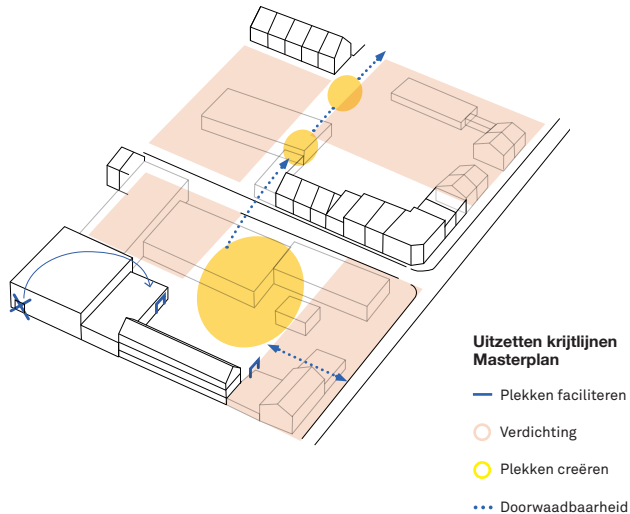 Uitzetten krijtlijnen
Masterplan
Plekken faciliteren
Verdichting
Plekken creëren
Doorwaadbaarheid